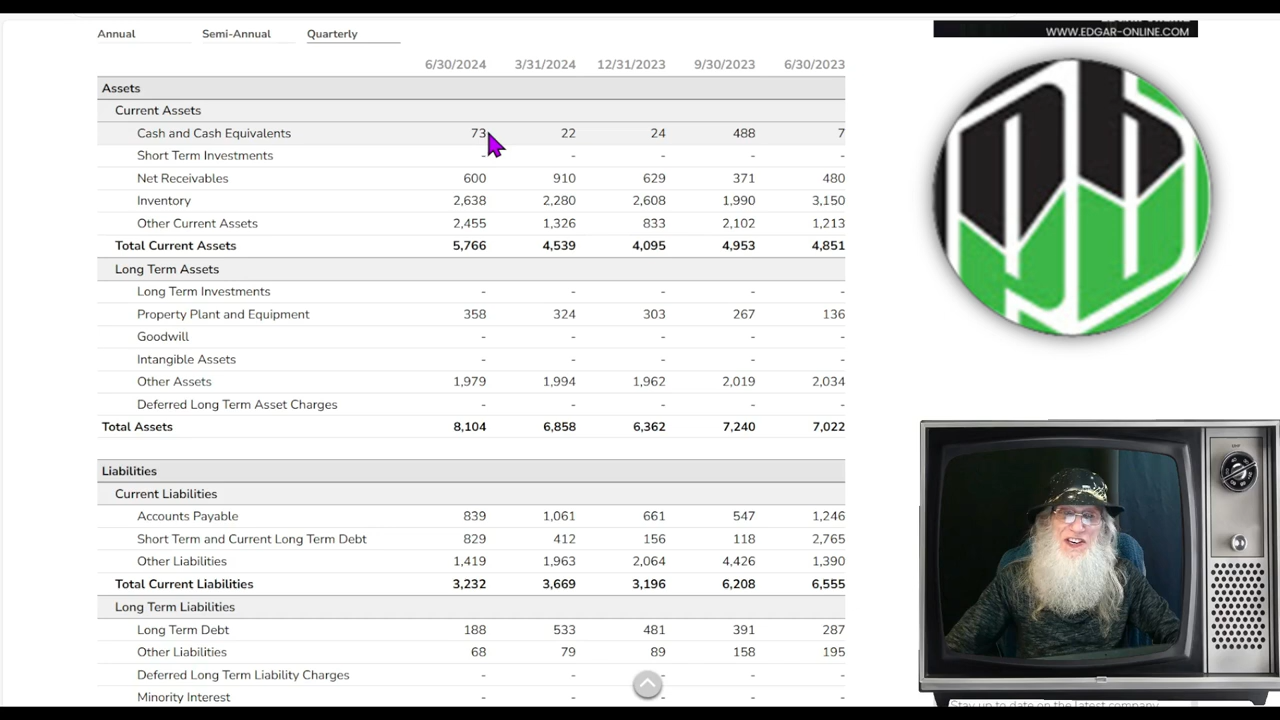 WWW.EDGAR-ONLINE.COM
Annual Semi-Annual Quarterly
6/30/2024 3/31/2024 12/31/2023 9/30/2023 6/30/2023
Assets
Current Assets
Cash and Cash Equivalents 73 22 24 488 7
Short Term Investments - - - - -
Net Receivables 600 910 629 371 480
Inventory 2,638 2,280 2,608 1,990 3,150
Other Current Assets 2,455 1,326 833 2,102 1,213
Total Current Assets 5,766 4,539 4,095 4,953 4,851
Long Term Assets
Long Term Investments - - - - -
Property Plant and Equipment 358 324 303 267 136
Goodwill - - - - -
Intangible Assets - - - - -
Other Assets 1,979 1,994 1,962 2,019 2,034
Deferred Long Term Asset Charges - - - - -
Total Assets 8,104 6,858 6,362 7,240 7,022
Liabilities
Current Liabilities
Accounts Payable 839 1,061 661 547 1,246
Short Term and Current Long Term Debt 829 412 156 118 2,765
Other Liabilities 1,419 1,963 2,064 4,426 1,390
Total Current Liabilities 3,232 3,669 3,196 6,208 6,555
Long Term Liabilities
Long Term Debt 188 533 481 391 287
Other Liabilities 68 79 89 158 195
Deferred Long Term Liability Charges - - - - -
Minority Interest - - - - -
Stay up to date on the latest company